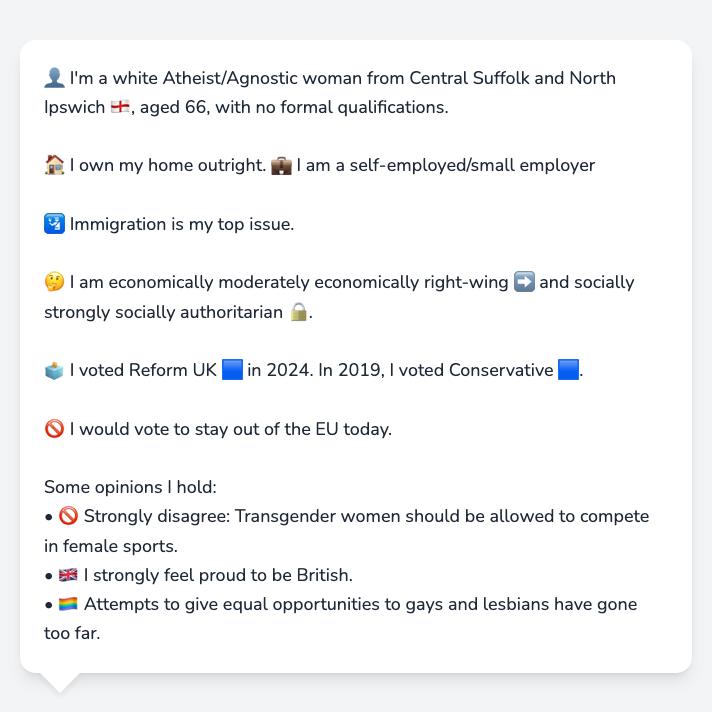 👤 I'm a white Atheist/Agnostic woman from Central Suffolk and North
Ipswich 🏴󠁧󠁢󠁥󠁮󠁧󠁿, aged 66, with no formal qualifications.
🏠 I own my home outright. 💼 I am a self-employed/small employer
🛂 Immigration is my top issue.
🤔 I am economically moderately economically right-wing ➡️ and socially
strongly socially authoritarian 🔒.
🗳️ I voted Reform UK 🟦 in 2024. In 2019, I voted Conservative 🟦.
🚫 I would vote to stay out of the EU today.
Some opinions I hold:
• 🚫 Strongly disagree: Transgender women should be allowed to compete
in female sports.
• 🇬🇧 I strongly feel proud to be British.
• 🏳️‍🌈 Attempts to give equal opportunities to gays and lesbians have gone
too far.